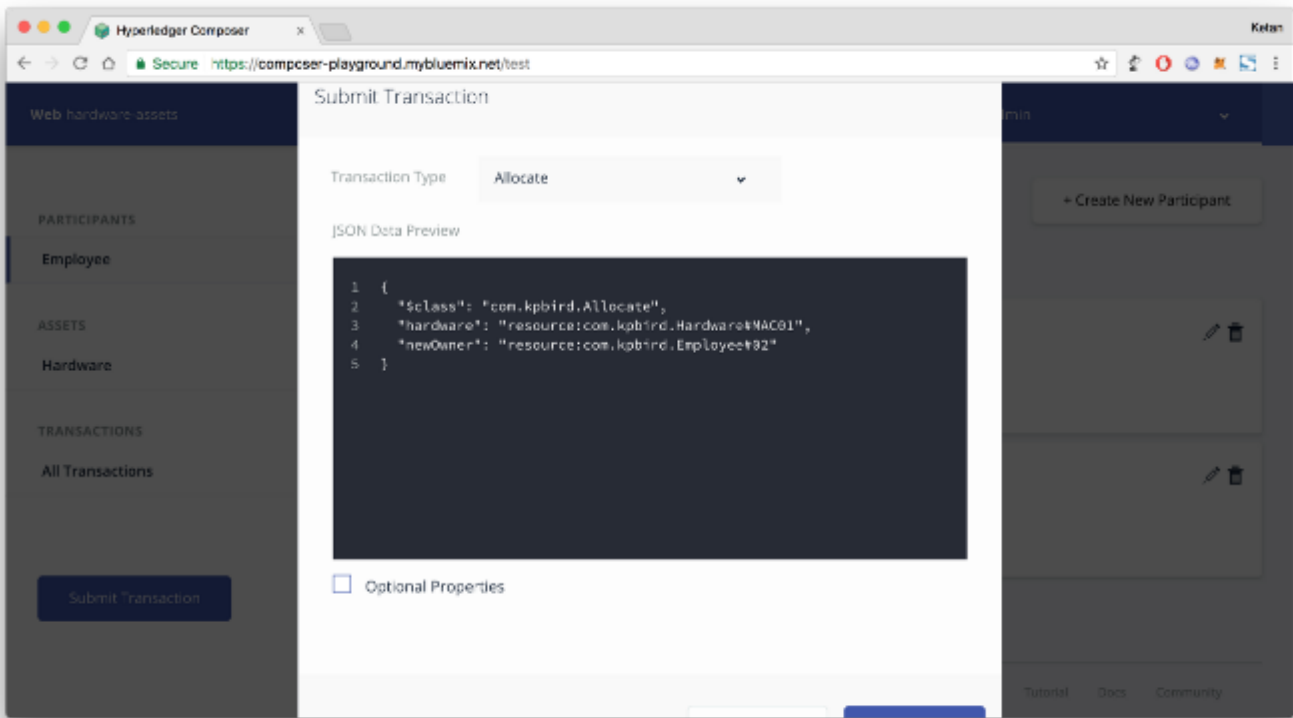 Hyperledger Composer
Ketan
Secure https://composer-playground.mybluemix.net/test
Submit Transaction
Web hardware-assets
dmin
Transaction Type
Allocate
+ Create New Participant
PARTICIPANTS
Employee
JSON Data Preview
1 {
2 "$class": "com.kpbird.Allocate",
3 "hardware": "resource:com.kpbird.Hardware#MAC01",
4 "newOwner": "resource:com.kpbird.Employee#02"
5 }
ASSETS
Hardware
TRANSACTIONS
All Transactions
Optional Properties
Submit Transaction
Tutorial Docs Community